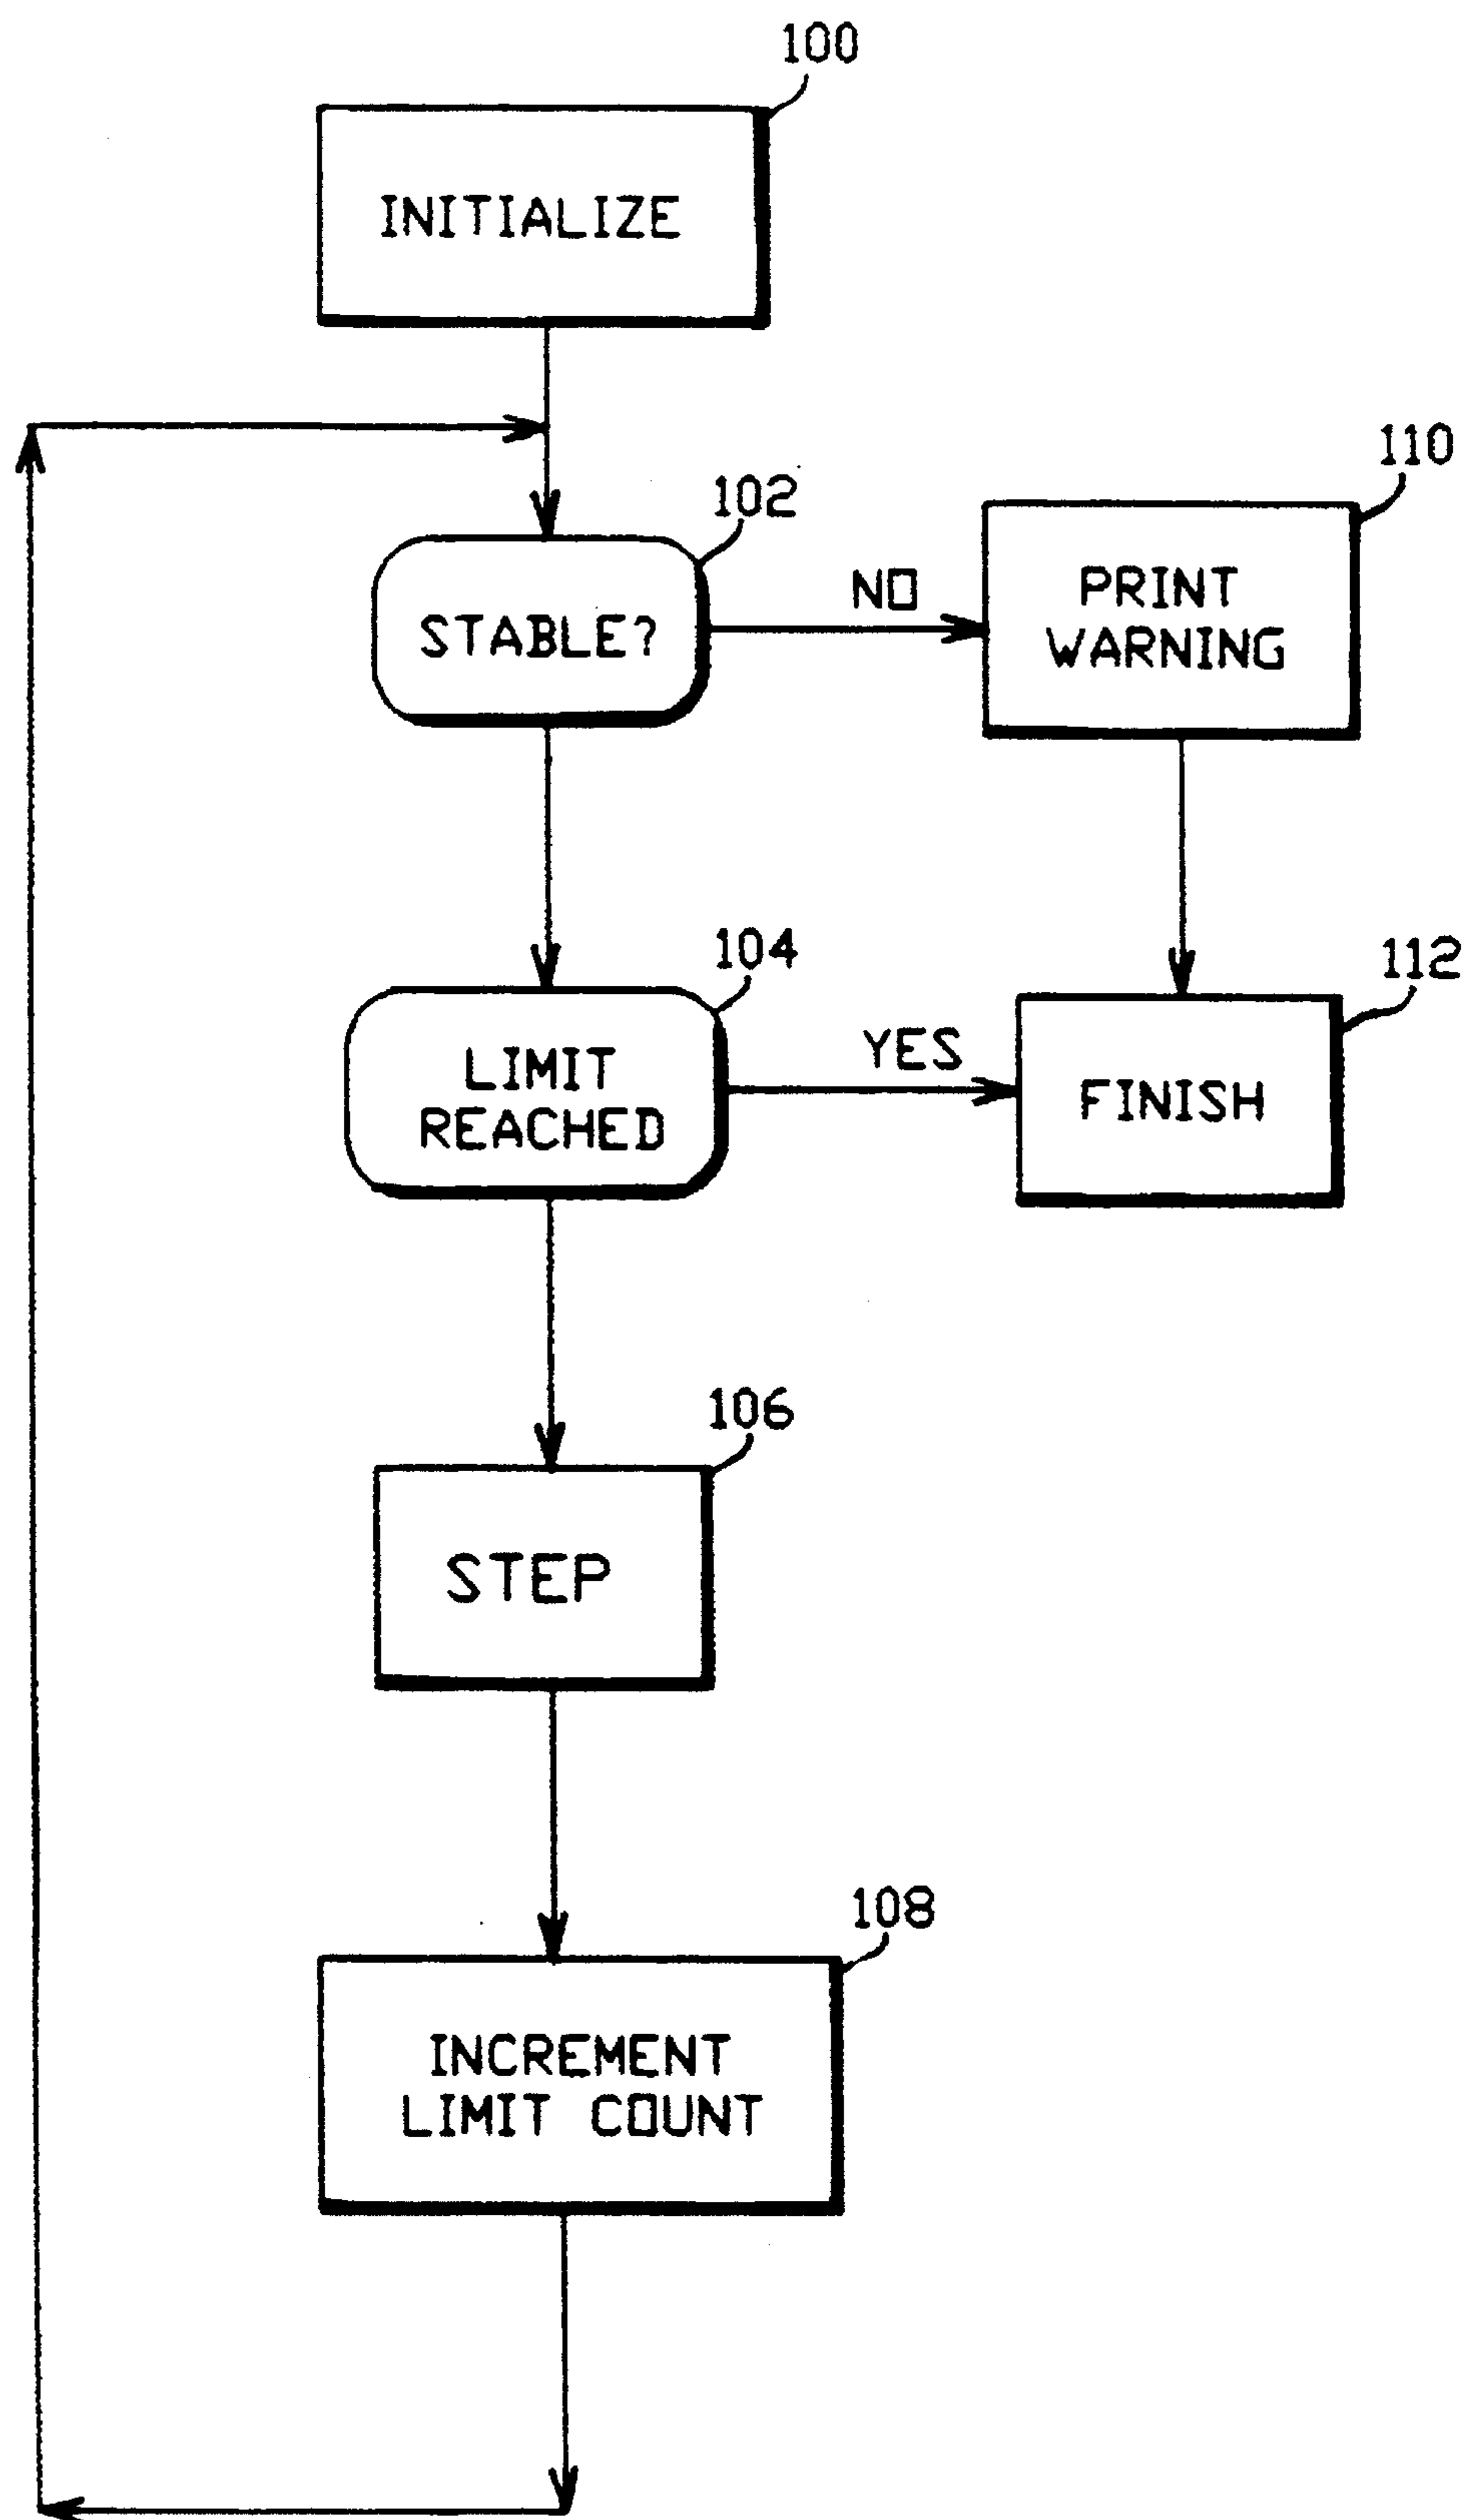 100
INITIALIZE
102
STABLE?
NO
110
PRINT
WARNING
104
LIMIT
REACHED
YES
112
FINISH
106
STEP
108
INCREMENT
LIMIT COUNT